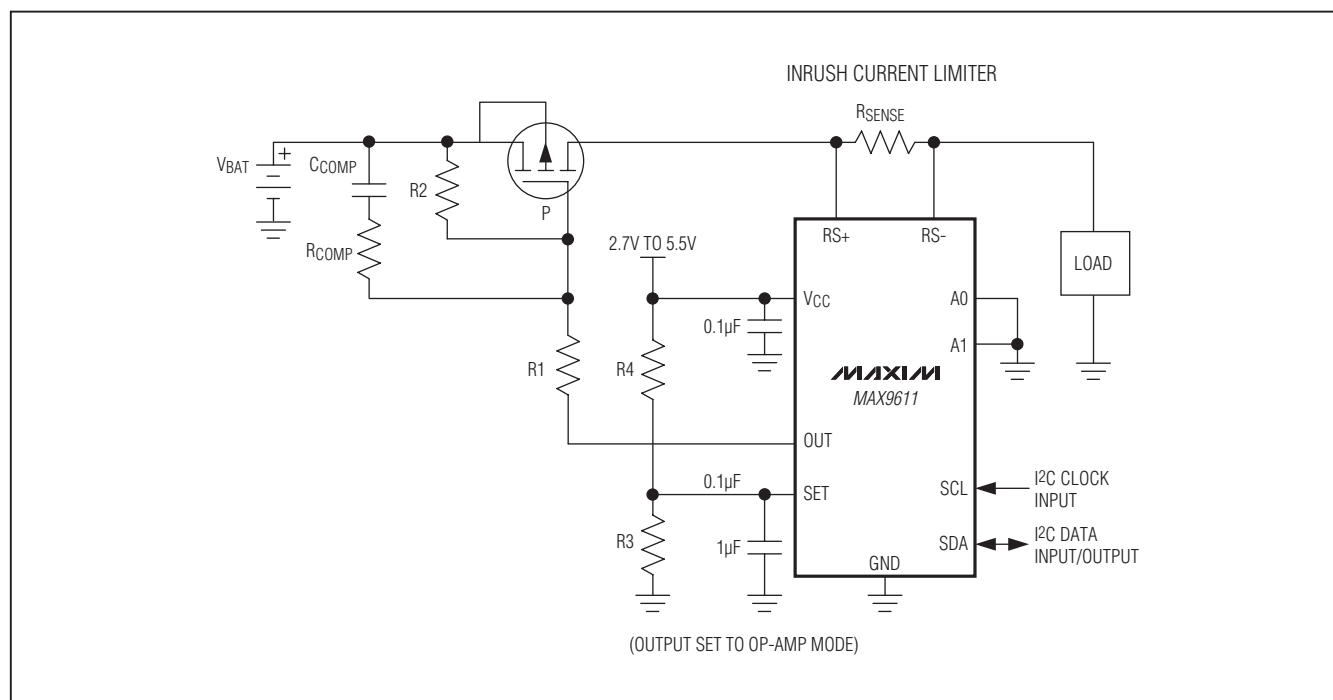 INRUSH CURRENT LIMITER
RSENSE
VBAT
+
CCOMP
R2
P
RCOMP
2.7V TO 5.5V
RS+
RS-
LOAD
VCC
A0
0.1µF
A1
R1
R4
MAXIM
MAX9611
OUT
0.1µF
SET
SCL
I²C CLOCK
INPUT
R3
1µF
SDA
I²C DATA
INPUT/OUTPUT
GND
(OUTPUT SET TO OP-AMP MODE)